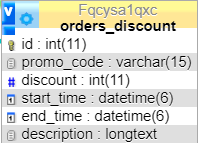 V Fqcysa1qxc
orders_discount
id : int(11)
promo_code : varchar(15)
# discount : int(11)
start_time : datetime(6)
end_time : datetime(6)
description : longtext